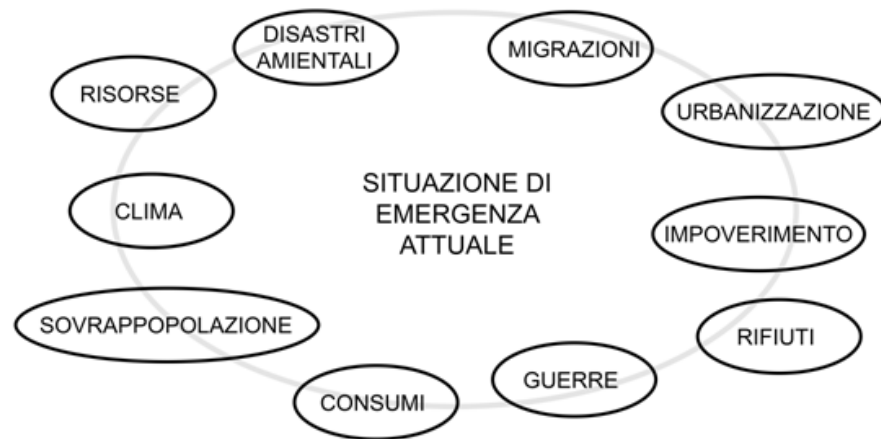 DISASTRI
AMIENTALI
MIGRAZIONI
RISORSE
URBANIZZAZIONE
SITUAZIONE DI
EMERGENZA
ATTUALE
CLIMA
IMPOVERIMENTO
SOVRAPPOPOLAZIONE
RIFIUTI
GUERRE
CONSUMI